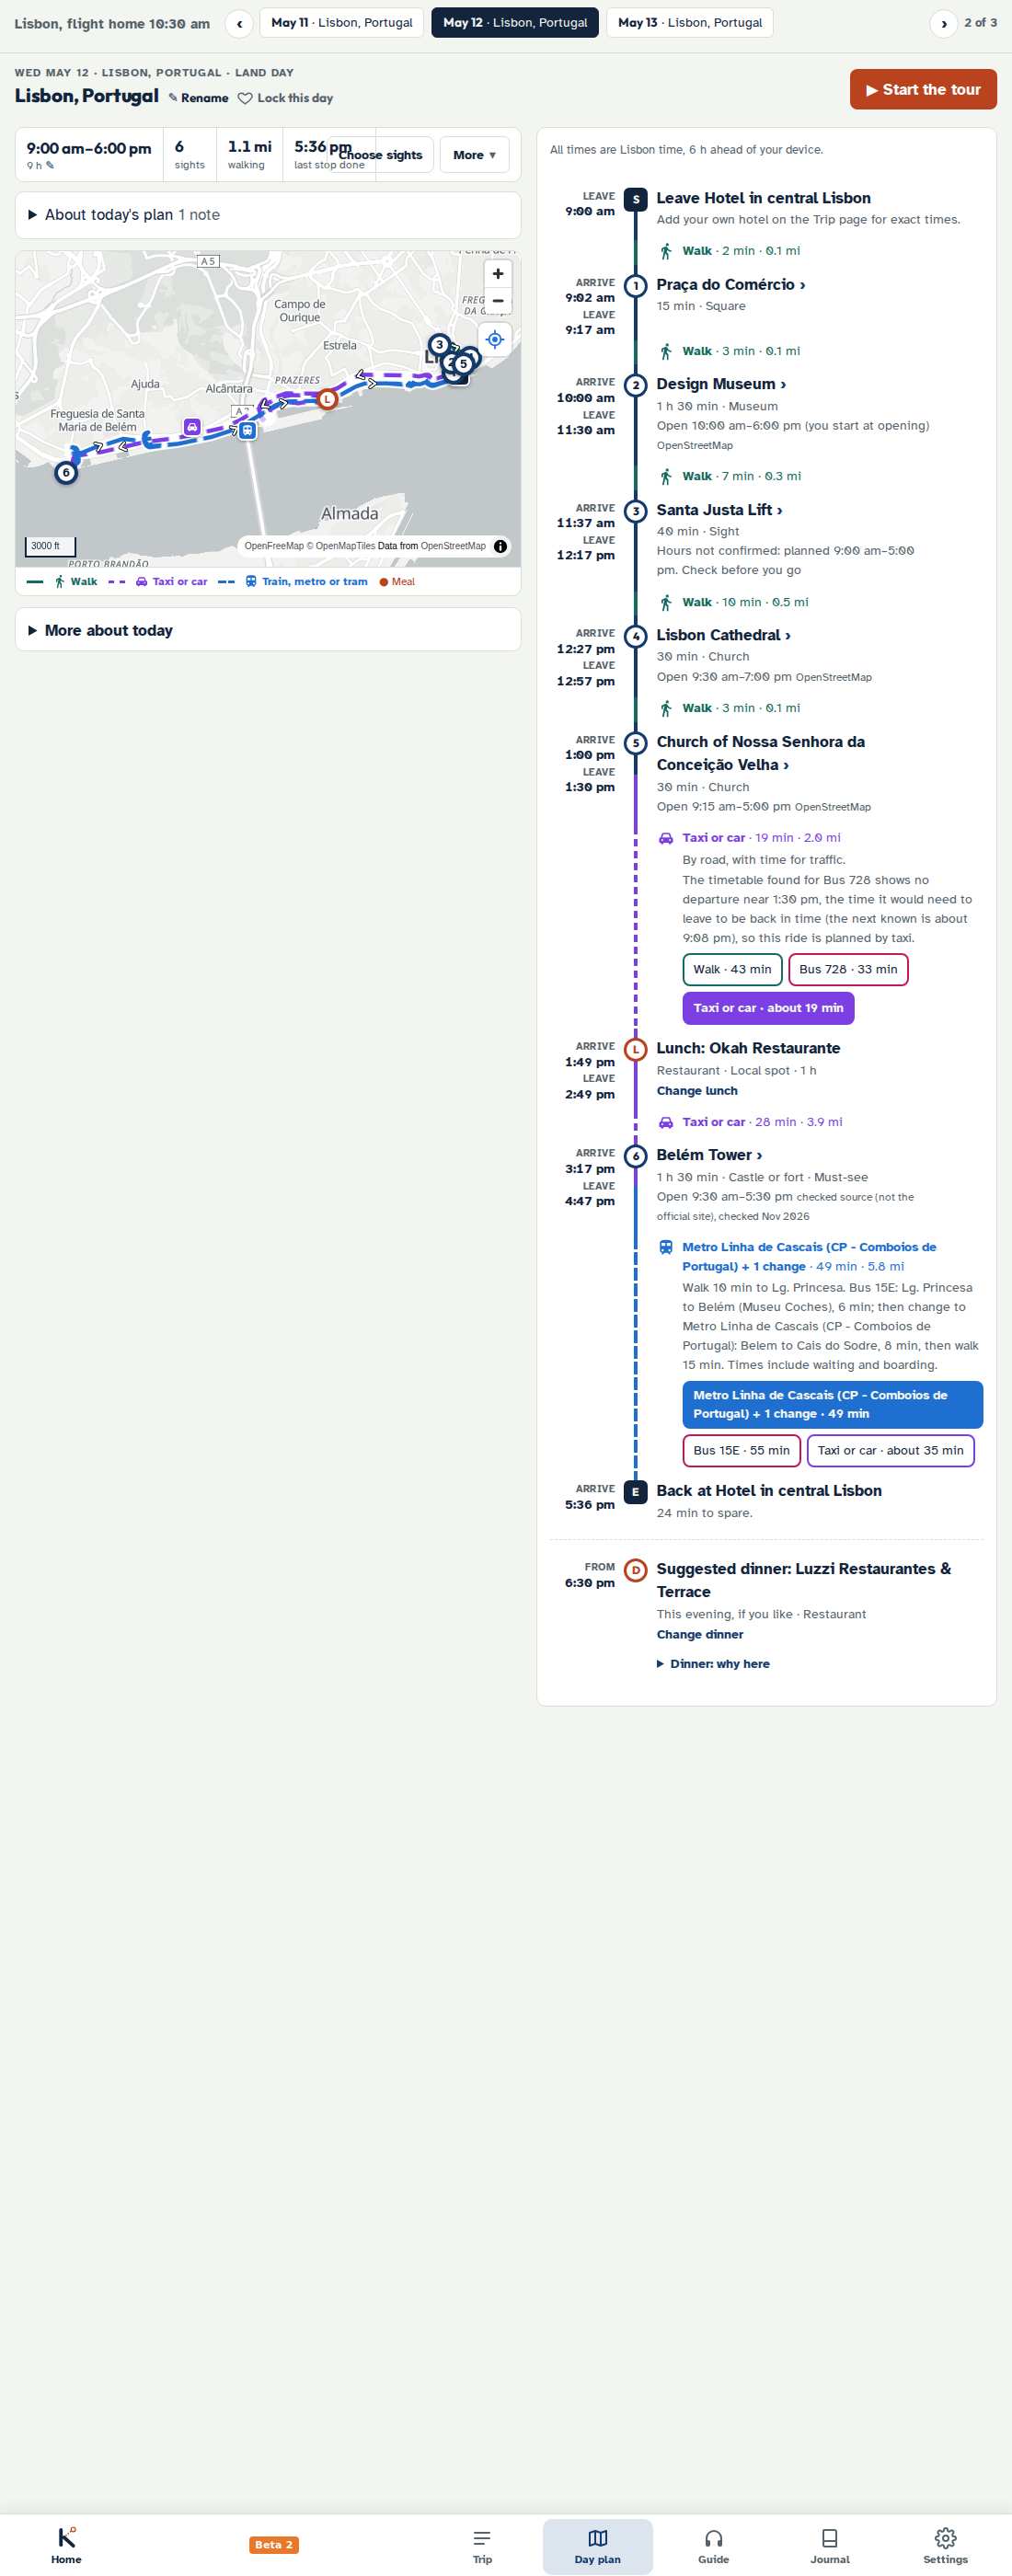 Lisbon, flight home 10:30 am
‹
May 11 · Lisbon, Portugal
May 12 · Lisbon, Portugal
May 13 · Lisbon, Portugal
›
2 of 3
WED MAY 12 · LISBON, PORTUGAL · LAND DAY
Lisbon, Portugal
✎ Rename
Lock this day
▶ Start the tour
9:00 am–6:00 pm
9 h ✎
6
sights
1.1 mi
walking
5:36 pm
last stop done
Choose sights
More ▾
▶ About today's plan 1 note
A 5
Campo de
Ourique
Estrela
Ajuda
Alcântara
PRAZERES
Freguesia de Santa
Maria de Belém
Almada
PORTO BRANDÃO
+
−
3
5
L
6
3000 ft
OpenFreeMap © OpenMapTiles Data from OpenStreetMap
Walk
Taxi or car
Train, metro or tram
Meal
▶ More about today
All times are Lisbon time, 6 h ahead of your device.
LEAVE
9:00 am
S
Leave Hotel in central Lisbon
Add your own hotel on the Trip page for exact times.
Walk · 2 min · 0.1 mi
ARRIVE
9:02 am
LEAVE
9:17 am
1
Praça do Comércio ›
15 min · Square
Walk · 3 min · 0.1 mi
ARRIVE
10:00 am
LEAVE
11:30 am
2
Design Museum ›
1 h 30 min · Museum
Open 10:00 am–6:00 pm (you start at opening)
OpenStreetMap
Walk · 7 min · 0.3 mi
ARRIVE
11:37 am
LEAVE
12:17 pm
3
Santa Justa Lift ›
40 min · Sight
Hours not confirmed: planned 9:00 am–5:00
pm. Check before you go
Walk · 10 min · 0.5 mi
ARRIVE
12:27 pm
LEAVE
12:57 pm
4
Lisbon Cathedral ›
30 min · Church
Open 9:30 am–7:00 pm OpenStreetMap
Walk · 3 min · 0.1 mi
ARRIVE
1:00 pm
LEAVE
1:30 pm
5
Church of Nossa Senhora da
Conceição Velha ›
30 min · Church
Open 9:15 am–5:00 pm OpenStreetMap
Taxi or car · 19 min · 2.0 mi
By road, with time for traffic.
The timetable found for Bus 728 shows no
departure near 1:30 pm, the time it would need to
leave to be back in time (the next known is about
9:08 pm), so this ride is planned by taxi.
Walk · 43 min
Bus 728 · 33 min
Taxi or car · about 19 min
ARRIVE
1:49 pm
LEAVE
2:49 pm
L
Lunch: Okah Restaurante
Restaurant · Local spot · 1 h
Change lunch
Taxi or car · 28 min · 3.9 mi
ARRIVE
3:17 pm
LEAVE
4:47 pm
6
Belém Tower ›
1 h 30 min · Castle or fort · Must-see
Open 9:30 am–5:30 pm checked source (not the
official site), checked Nov 2026
Metro Linha de Cascais (CP - Comboios de
Portugal) + 1 change · 49 min · 5.8 mi
Walk 10 min to Lg. Princesa. Bus 15E: Lg. Princesa
to Belém (Museu Coches), 6 min; then change to
Metro Linha de Cascais (CP - Comboios de
Portugal): Belem to Cais do Sodre, 8 min, then walk
15 min. Times include waiting and boarding.
Metro Linha de Cascais (CP - Comboios de
Portugal) + 1 change · 49 min
Bus 15E · 55 min
Taxi or car · about 35 min
ARRIVE
5:36 pm
E
Back at Hotel in central Lisbon
24 min to spare.
FROM
6:30 pm
D
Suggested dinner: Luzzi Restaurantes &
Terrace
This evening, if you like · Restaurant
Change dinner
▶ Dinner: why here
Home
Beta 2
Trip
Day plan
Guide
Journal
Settings